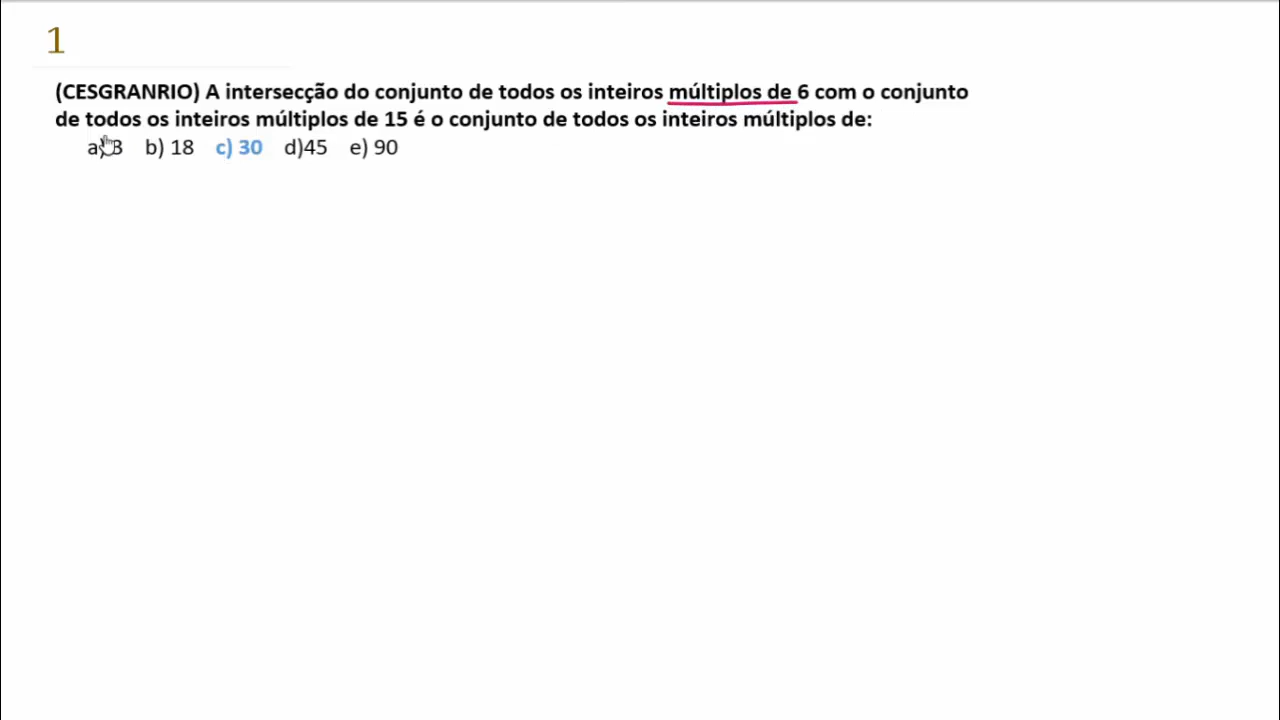 1
(CESGRANRIO) A intersecção do conjunto de todos os inteiros múltiplos de 6 com o conjunto
de todos os inteiros múltiplos de 15 é o conjunto de todos os inteiros múltiplos de:
a) 3 b) 18 c) 30 d)45 e) 90